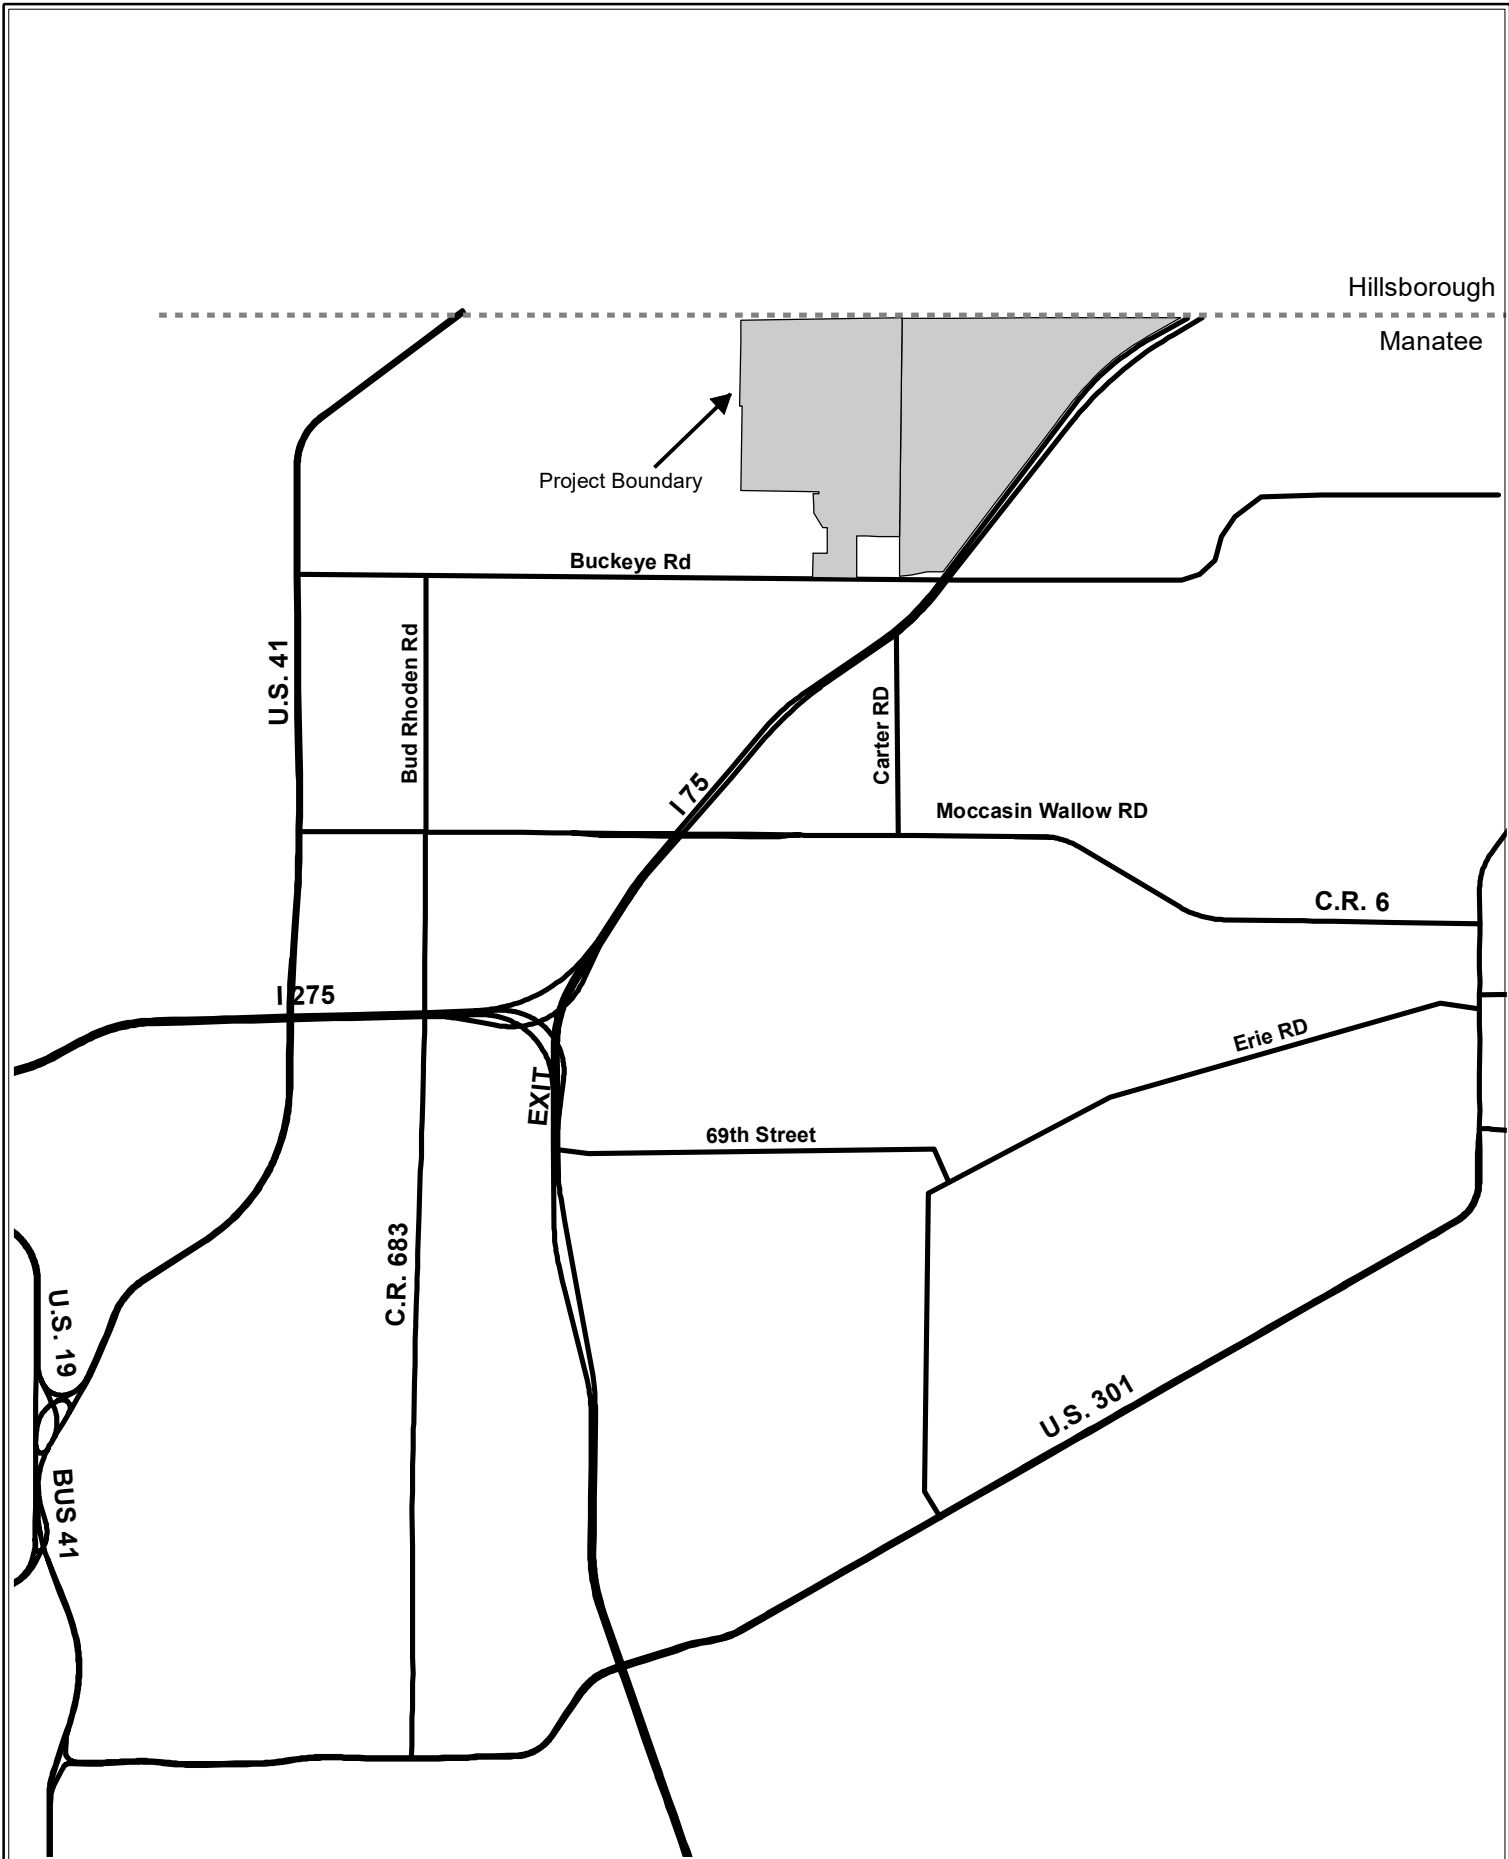 Hillsborough
Manatee
Project Boundary
Buckeye Rd
U.S. 41
Bud Rhoden Rd
Carter RD
I 75
Moccasin Wallow RD
C.R. 6
I 275
Erie RD
EXIT
69th Street
C.R. 683
U.S. 19
U.S. 301
BUS 41